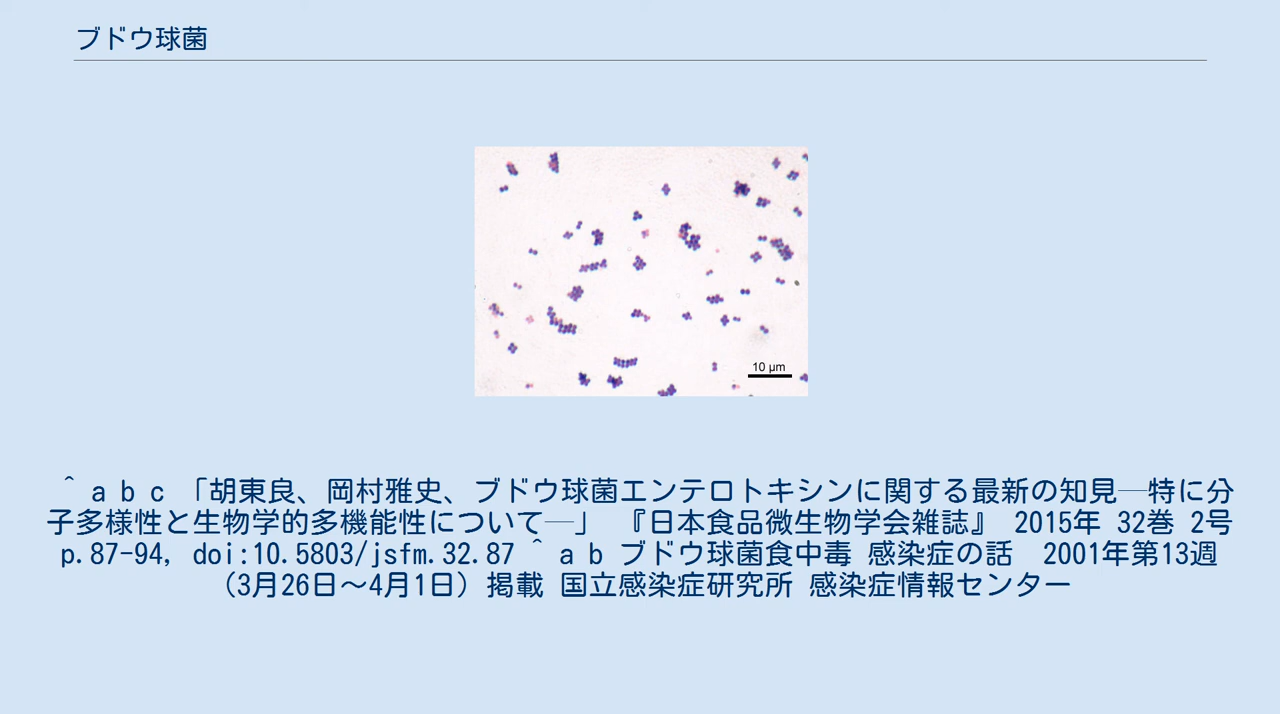 ブドウ球菌
10 µm
^ a b c 「胡東良、岡村雅史、ブドウ球菌エンテロトキシンに関する最新の知見―特に分
子多様性と生物学的多機能性について―」 『日本食品微生物学会雑誌』 2015年 32巻 2号
p.87-94, doi:10.5803/jsfm.32.87 ^ a b ブドウ球菌食中毒 感染症の話　2001年第13週
（3月26日〜4月1日）掲載 国立感染症研究所 感染症情報センター